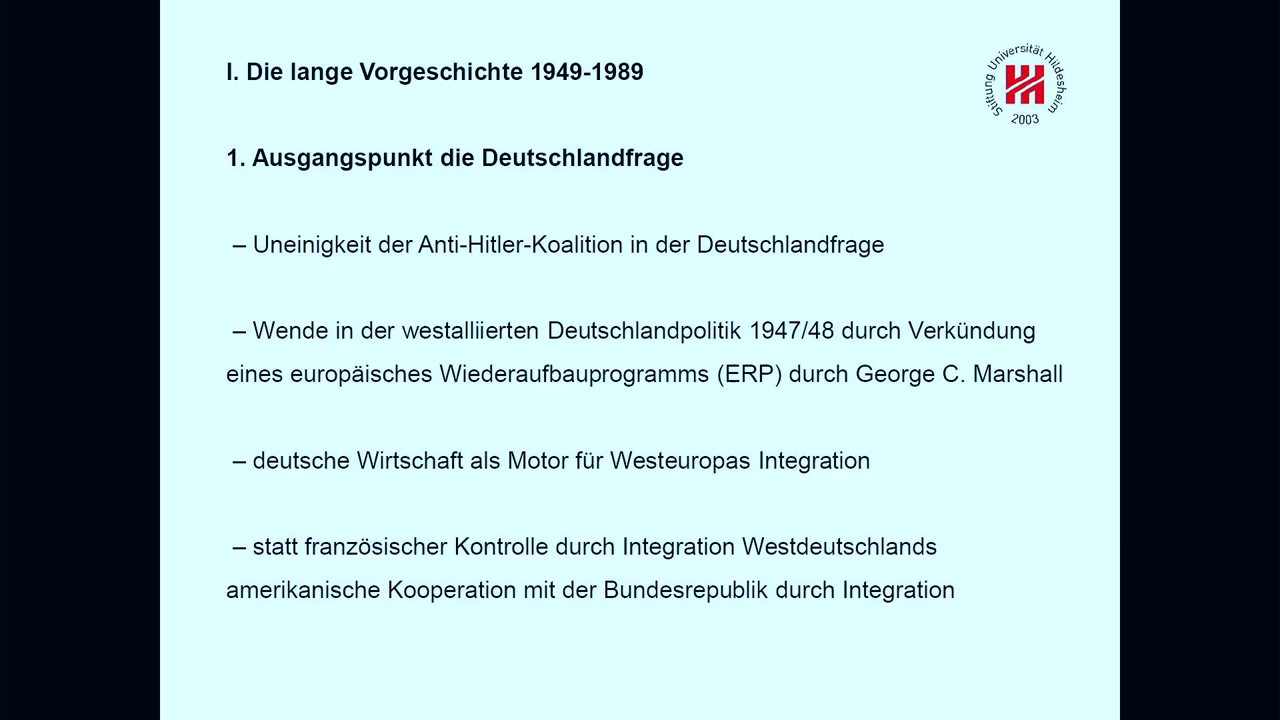 I. Die lange Vorgeschichte 1949-1989
Stiftung Universität Hildesheim
2003
1. Ausgangspunkt die Deutschlandfrage
– Uneinigkeit der Anti-Hitler-Koalition in der Deutschlandfrage
– Wende in der westalliierten Deutschlandpolitik 1947/48 durch Verkündung
eines europäisches Wiederaufbauprogramms (ERP) durch George C. Marshall
– deutsche Wirtschaft als Motor für Westeuropas Integration
– statt französischer Kontrolle durch Integration Westdeutschlands
amerikanische Kooperation mit der Bundesrepublik durch Integration